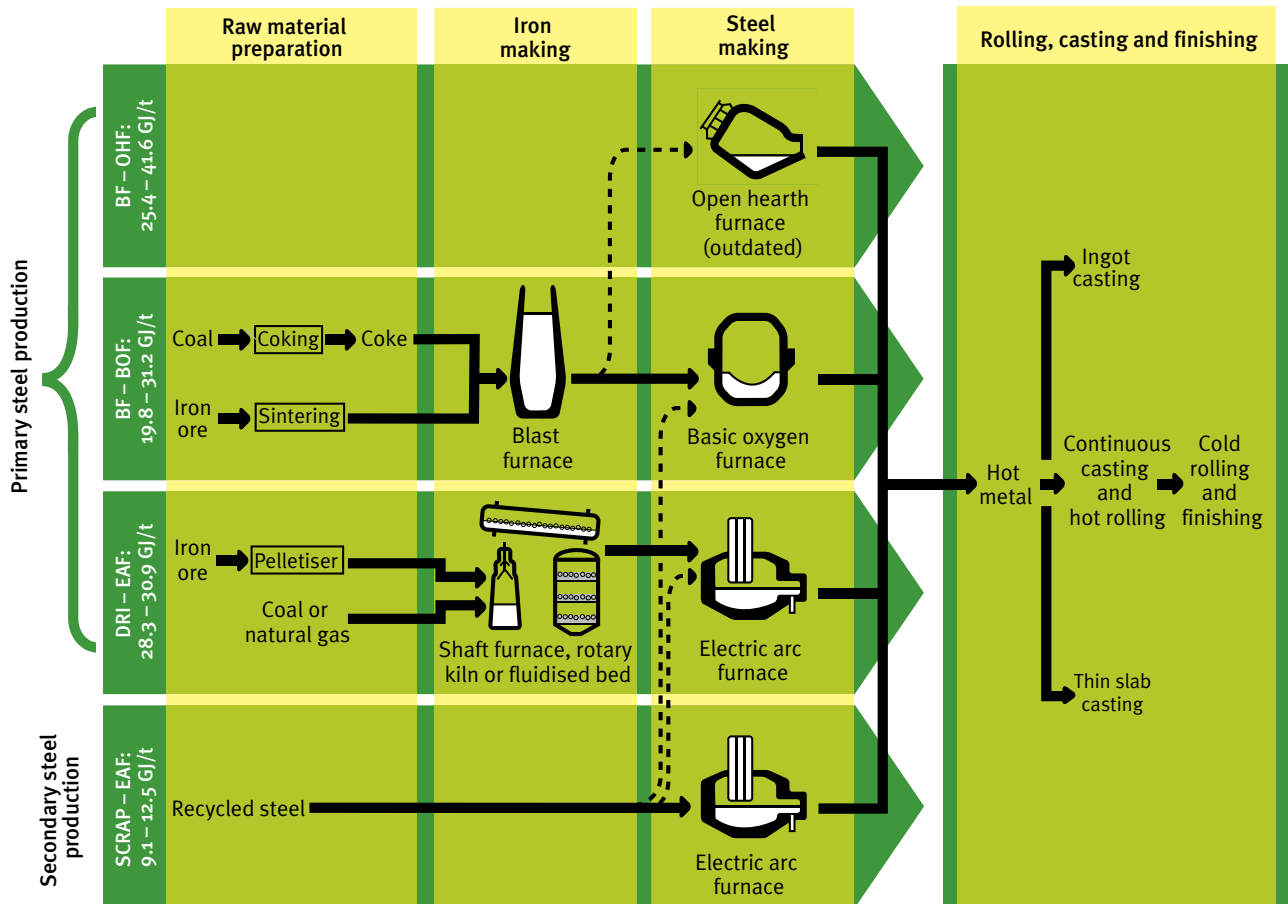 Raw material
preparation
Iron
making
Steel
making
Rolling, casting and finishing
Primary steel production
BF – OHF:
25.4 – 41.6 GJ/t
Open hearth
furnace
(outdated)
BF – BOF:
19.8 – 31.2 GJ/t
Coal
Coking
Coke
Iron
ore
Sintering
Blast
furnace
Basic oxygen
furnace
DRI – EAF:
28.3 – 30.9 GJ/t
Iron
ore
Pelletiser
Coal or
natural gas
Shaft furnace, rotary
kiln or fluidised bed
Electric arc
furnace
Secondary steel
production
SCRAP – EAF:
9.1 – 12.5 GJ/t
Recycled steel
Electric arc
furnace
Hot
metal
Ingot
casting
Continuous
casting
and
hot rolling
Cold
rolling
and
finishing
Thin slab
casting